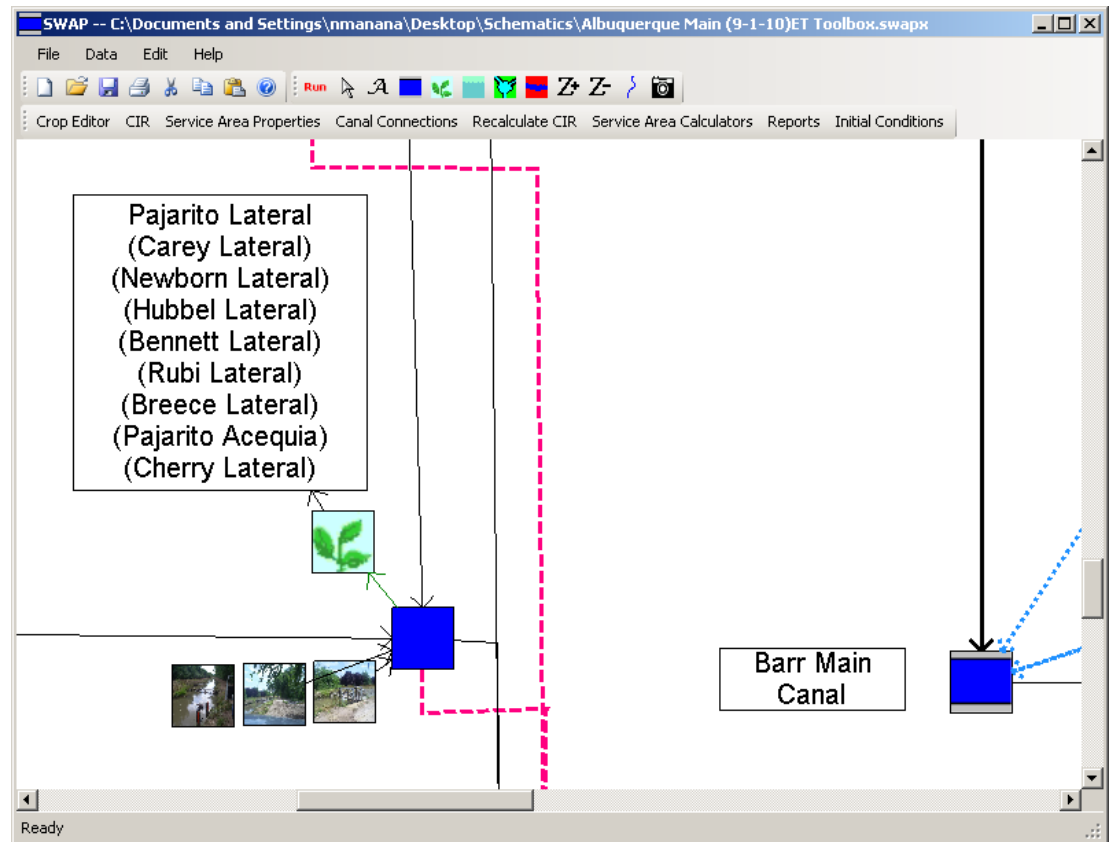 SWAP -- C:\Documents and Settings\nmanana\Desktop\Schematics\Albuquerque Main (9-1-10)ET Toolbox.swapx
File Data Edit Help
Run A Z+ Z-
Crop Editor CIR Service Area Properties Canal Connections Recalculate CIR Service Area Calculators Reports Initial Conditions
Pajarito Lateral
(Carey Lateral)
(Newborn Lateral)
(Hubbel Lateral)
(Bennett Lateral)
(Rubi Lateral)
(Breece Lateral)
(Pajarito Acequia)
(Cherry Lateral)
Barr Main
Canal
Ready